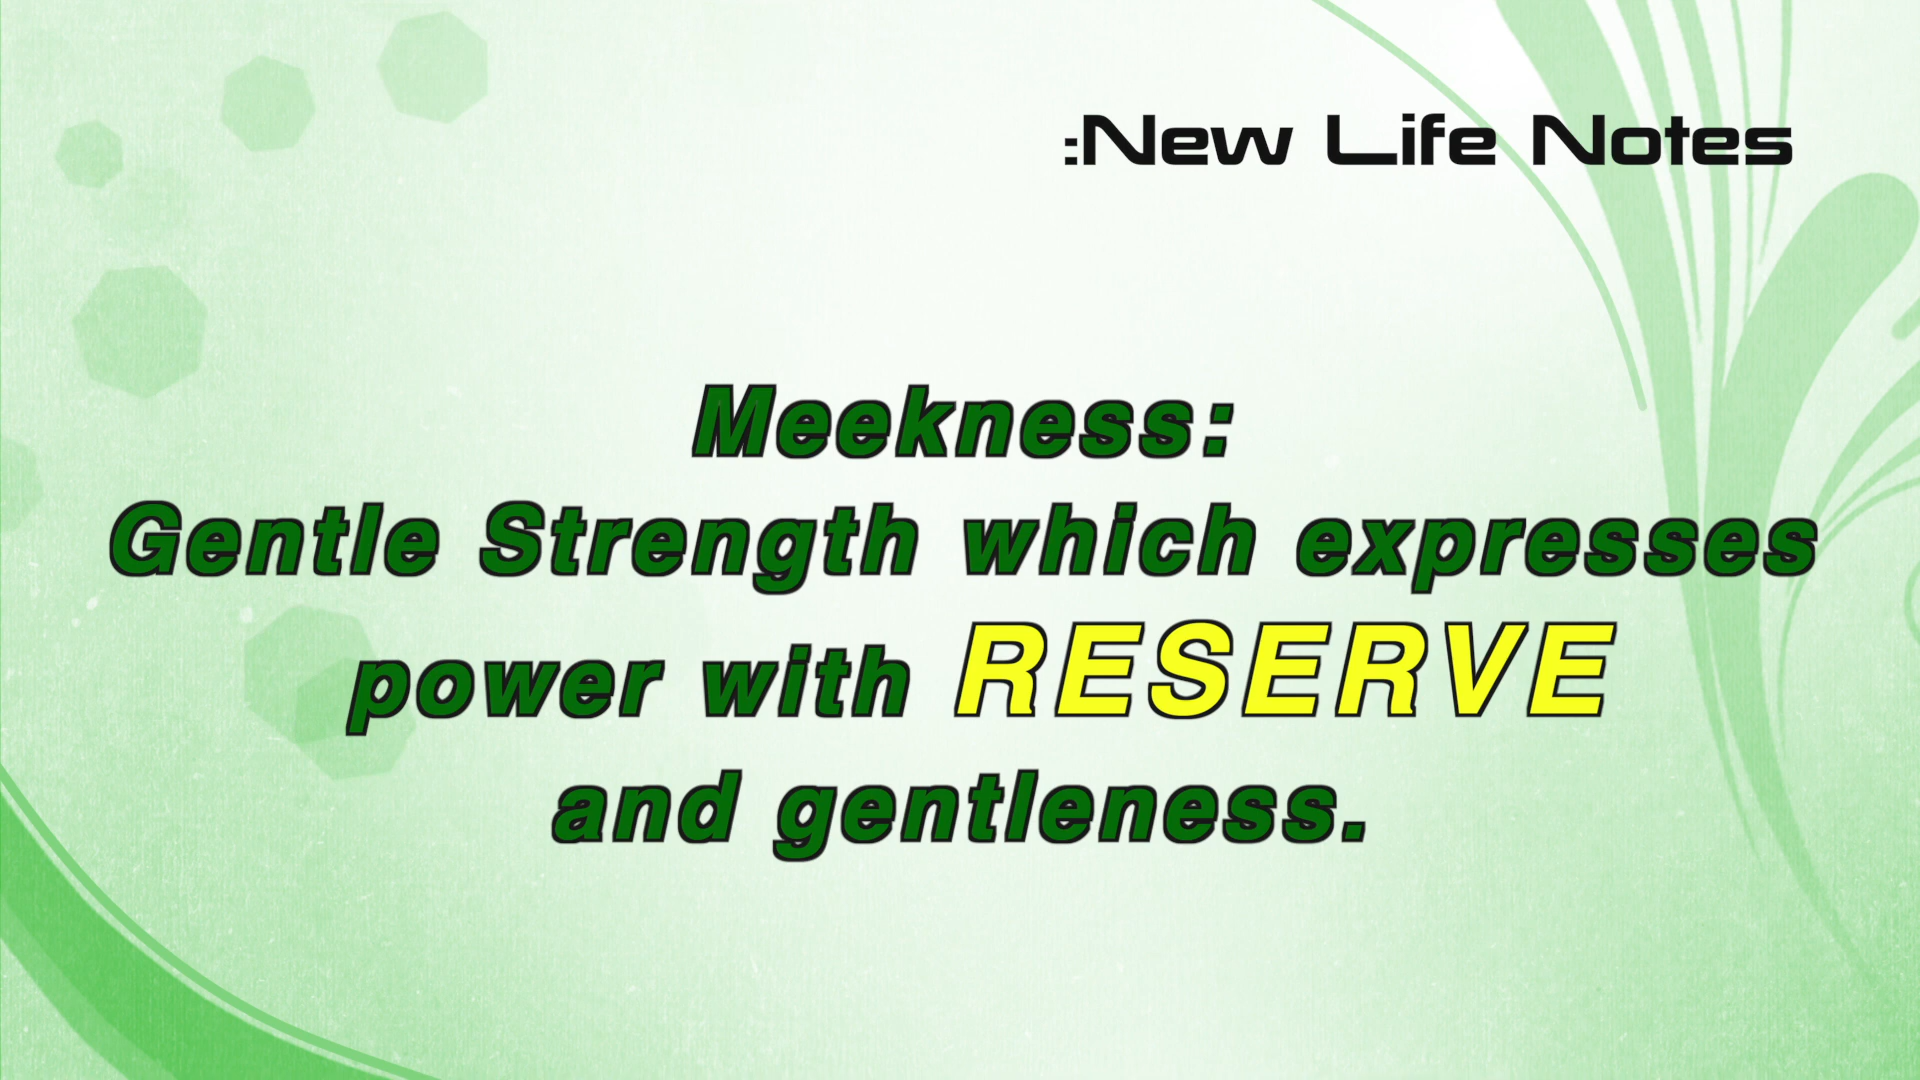 :New Life Notes
Meekness:
Gentle Strength which expresses
power with RESERVE
and gentleness.